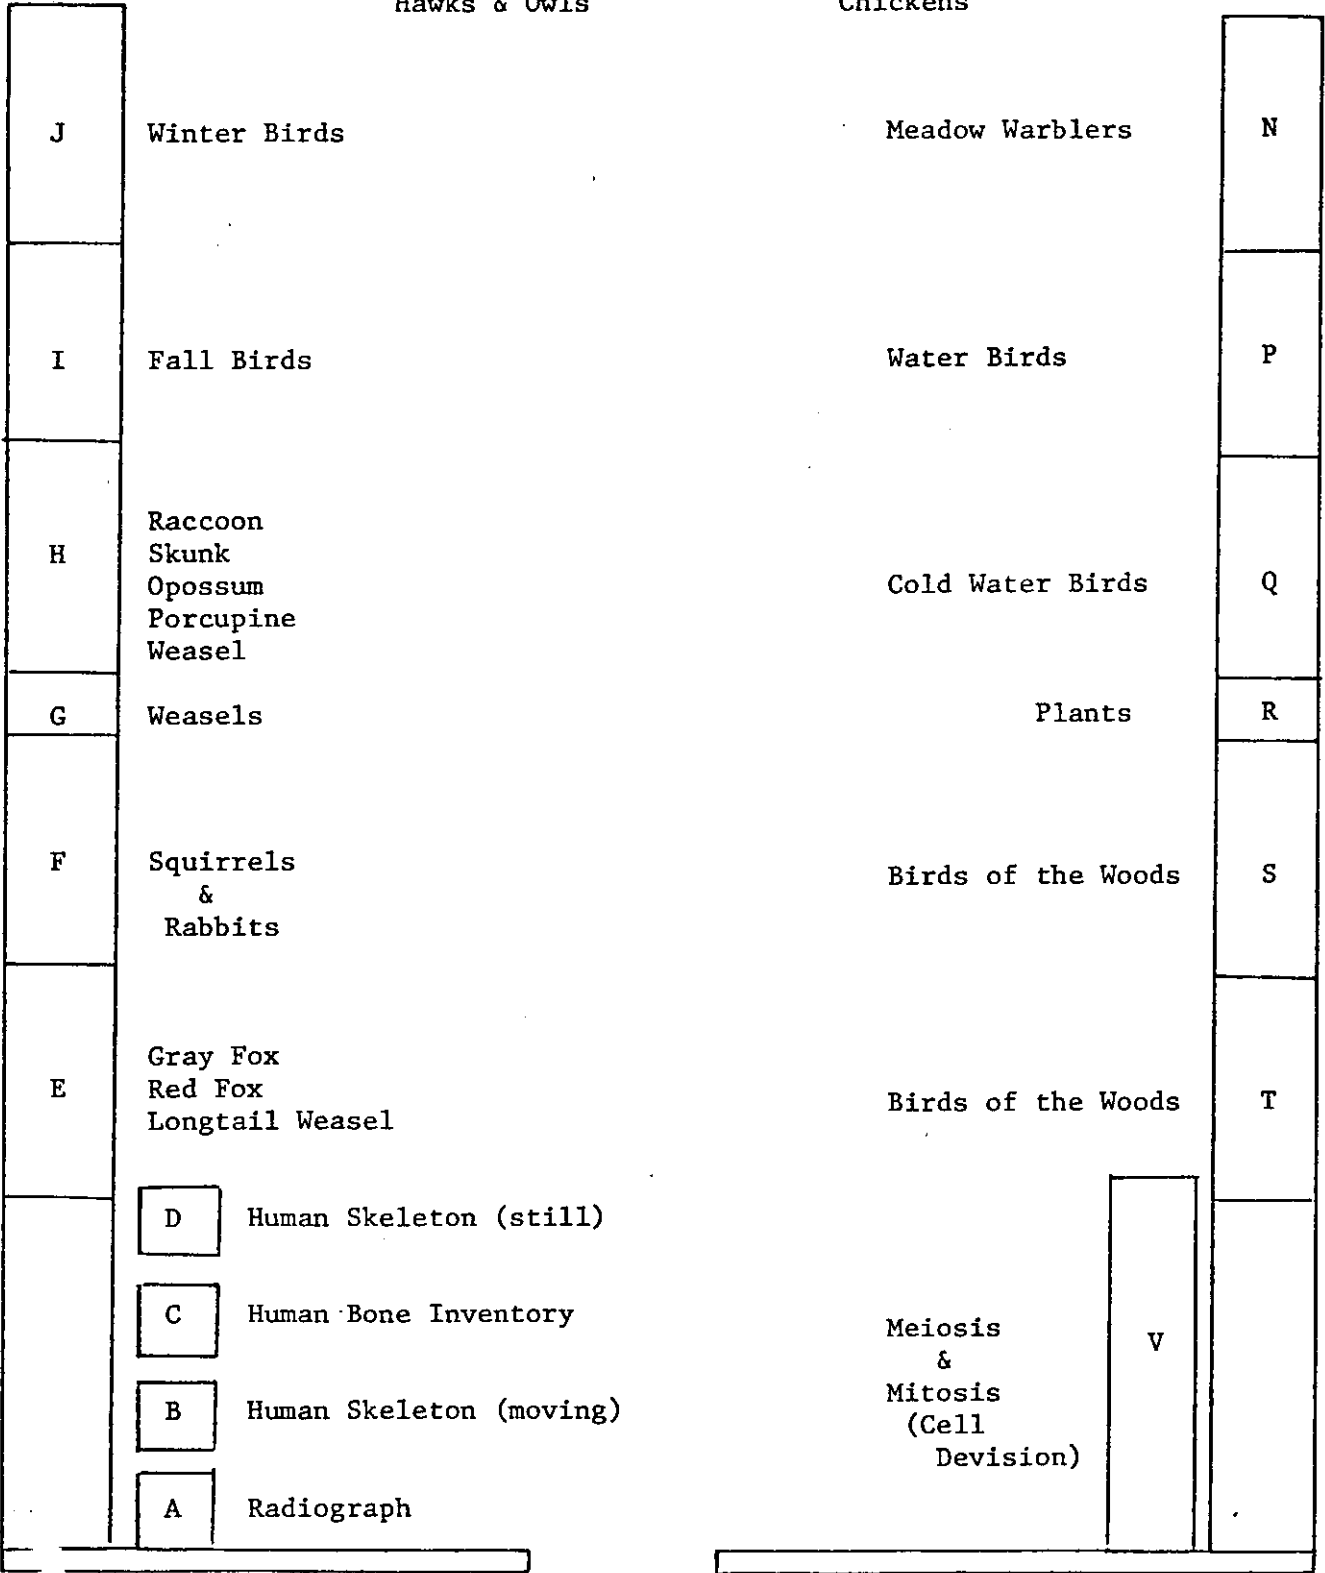 Hawks & Owls
Chickens
J
Winter Birds
Meadow Warblers
N
I
Fall Birds
Water Birds
P
H
Raccoon
Skunk
Opossum
Porcupine
Weasel
Cold Water Birds
Q
G
Weasels
Plants
R
F
Squirrels
&
Rabbits
Birds of the Woods
S
E
Gray Fox
Red Fox
Longtail Weasel
Birds of the Woods
T
D
Human Skeleton (still)
C
Human Bone Inventory
B
Human Skeleton (moving)
A
Radiograph
Meiosis
&
Mitosis
(Cell
Devision)
V